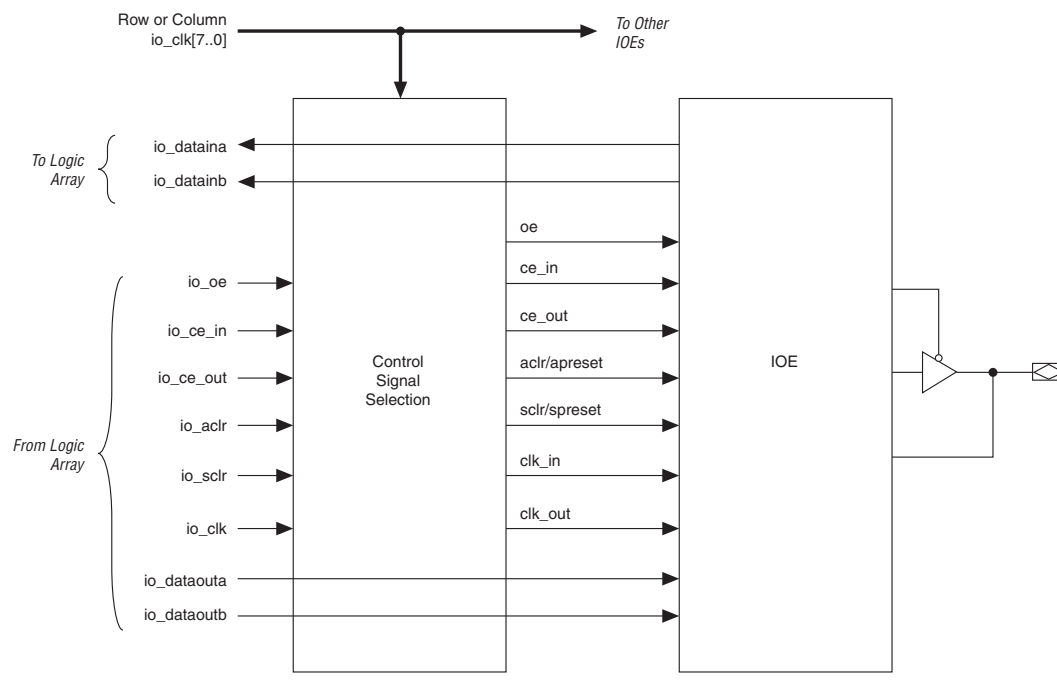 Row or Column
io_clk[7..0]
To Other
IOEs
To Logic
Array
io_dataina
io_datainb
From Logic
Array
io_oe
io_ce_in
io_ce_out
io_aclr
io_sclr
io_clk
io_dataouta
io_dataoutb
Control
Signal
Selection
oe
ce_in
ce_out
aclr/apreset
sclr/spreset
clk_in
clk_out
IOE